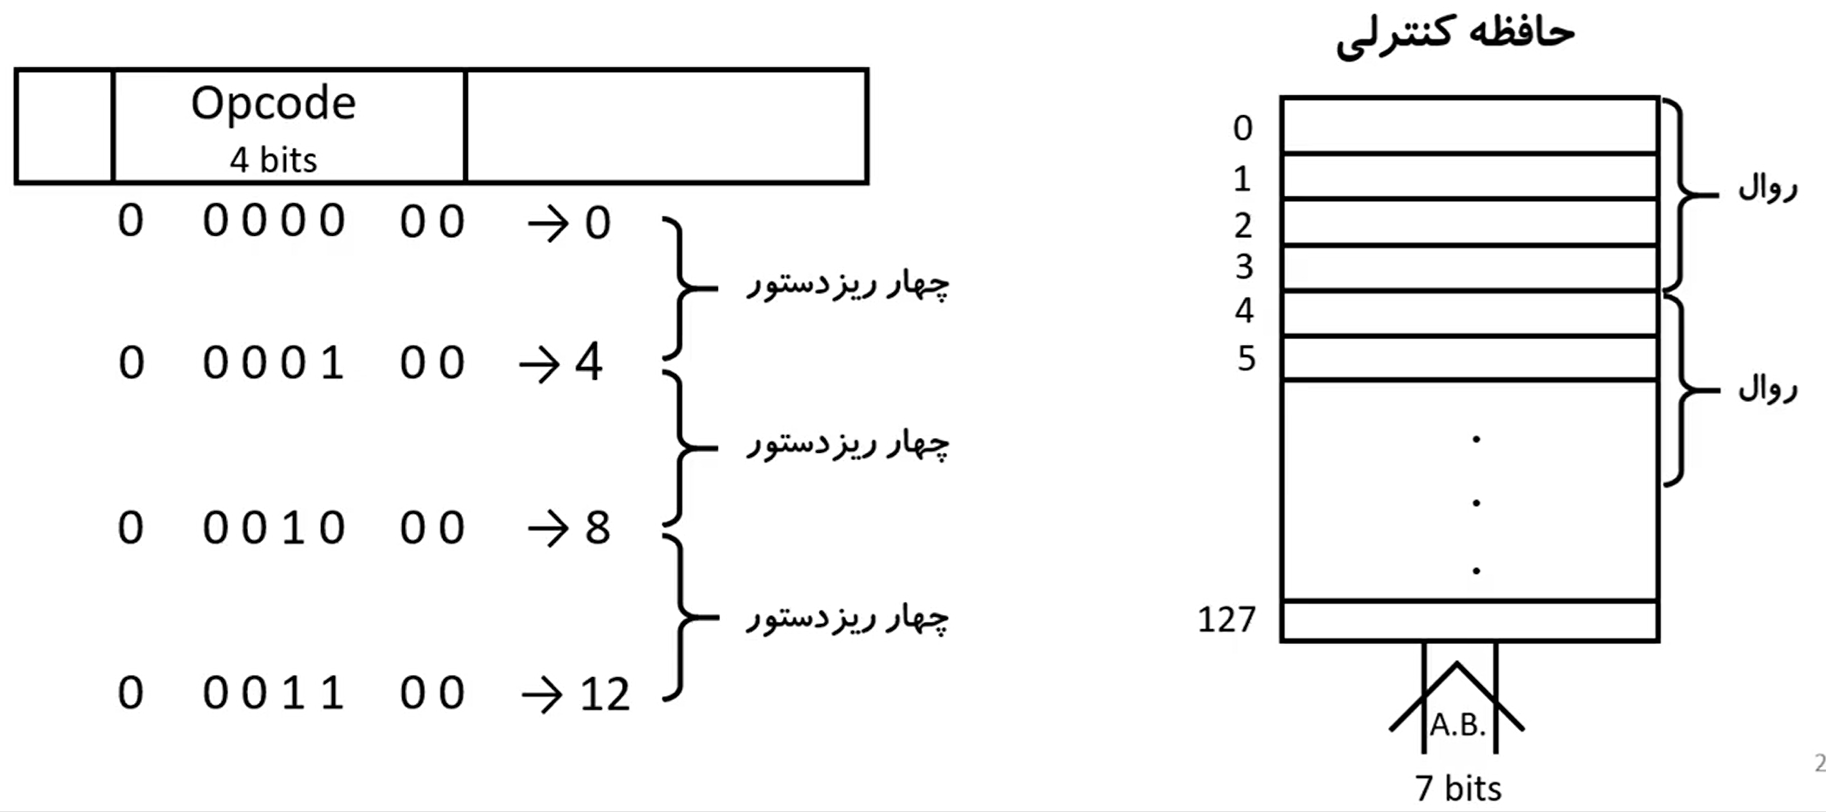 حافظه کنترلی
Opcode
4 bits
0 0000 00 → 0
چهار ریزدستور
0 0001 00 → 4
چهار ریزدستور
0 0010 00 → 8
چهار ریزدستور
0 0011 00 → 12
0
1
روال
2
3
4
5
روال
127
A.B.
7 bits
2